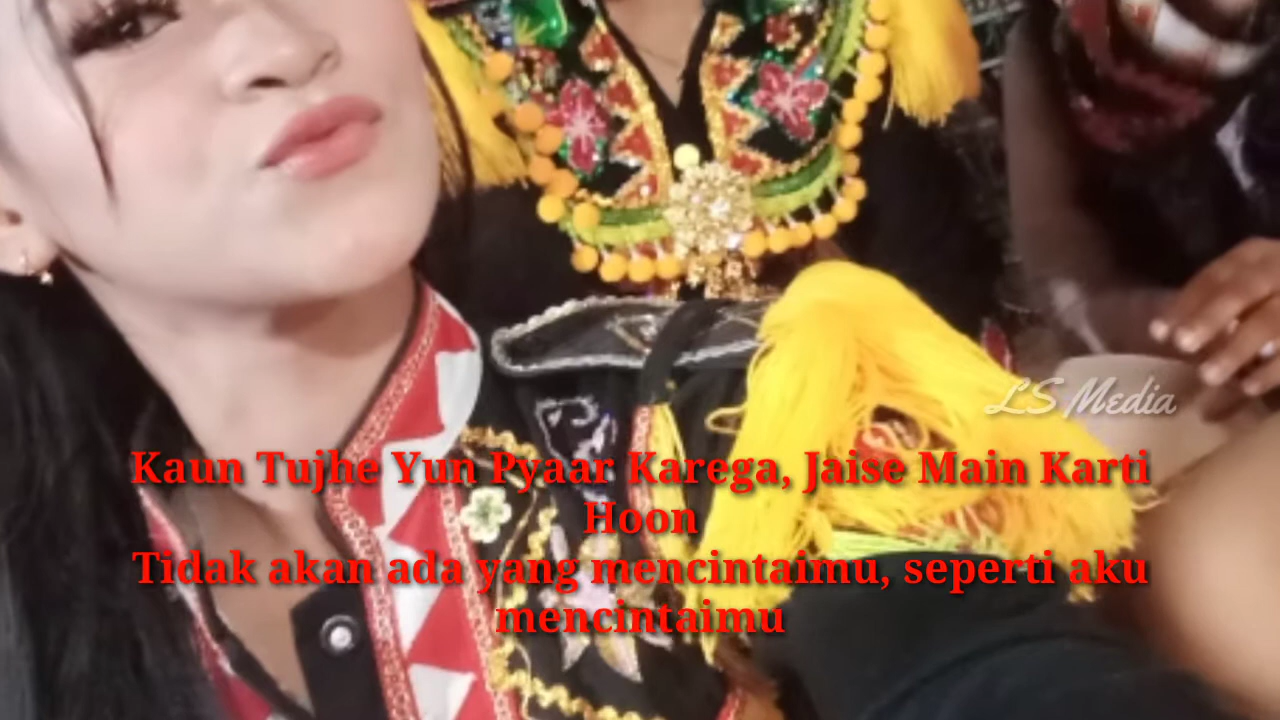 LS Media
Kaun Tujhe Yun Pyaar Karega, Jaise Main Karti
Hoon
Tidak akan ada yang mencintaimu, seperti aku
mencintaimu